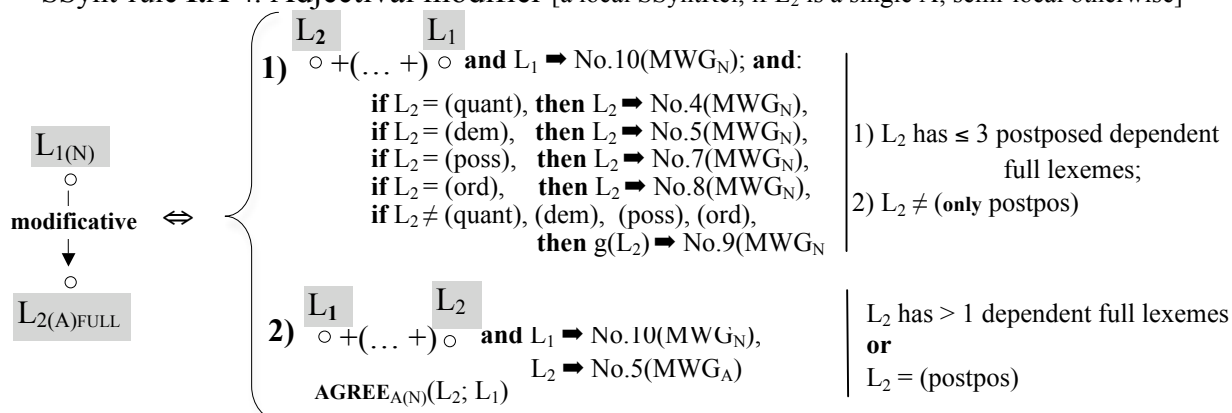 SSynt-rule I.A-4. Adjectival modifier [a local SSyntRel, if L2 is a single A; semi-local otherwise]
L2 L1
1) ○ +(… +) ○ and L1 ➡ No.10(MWGN); and:
if L2 = (quant), then L2 ➡ No.4(MWGN),
if L2 = (dem), then L2 ➡ No.5(MWGN),
if L2 = (poss), then L2 ➡ No.7(MWGN),
if L2 = (ord), then L2 ➡ No.8(MWGN),
if L2 ≠ (quant), (dem), (poss), (ord),
then g(L2) ➡ No.9(MWGN
1) L2 has ≤ 3 postposed dependent
full lexemes;
2) L2 ≠ (only postpos)
L1(N)
modificative ⇔
L2(A)FULL
L1 L2
2) ○ +(… +) ○ and L1 ➡ No.10(MWGN),
L2 ➡ No.5(MWGA)
AGREEA(N)(L2; L1)
L2 has > 1 dependent full lexemes
or
L2 = (postpos)